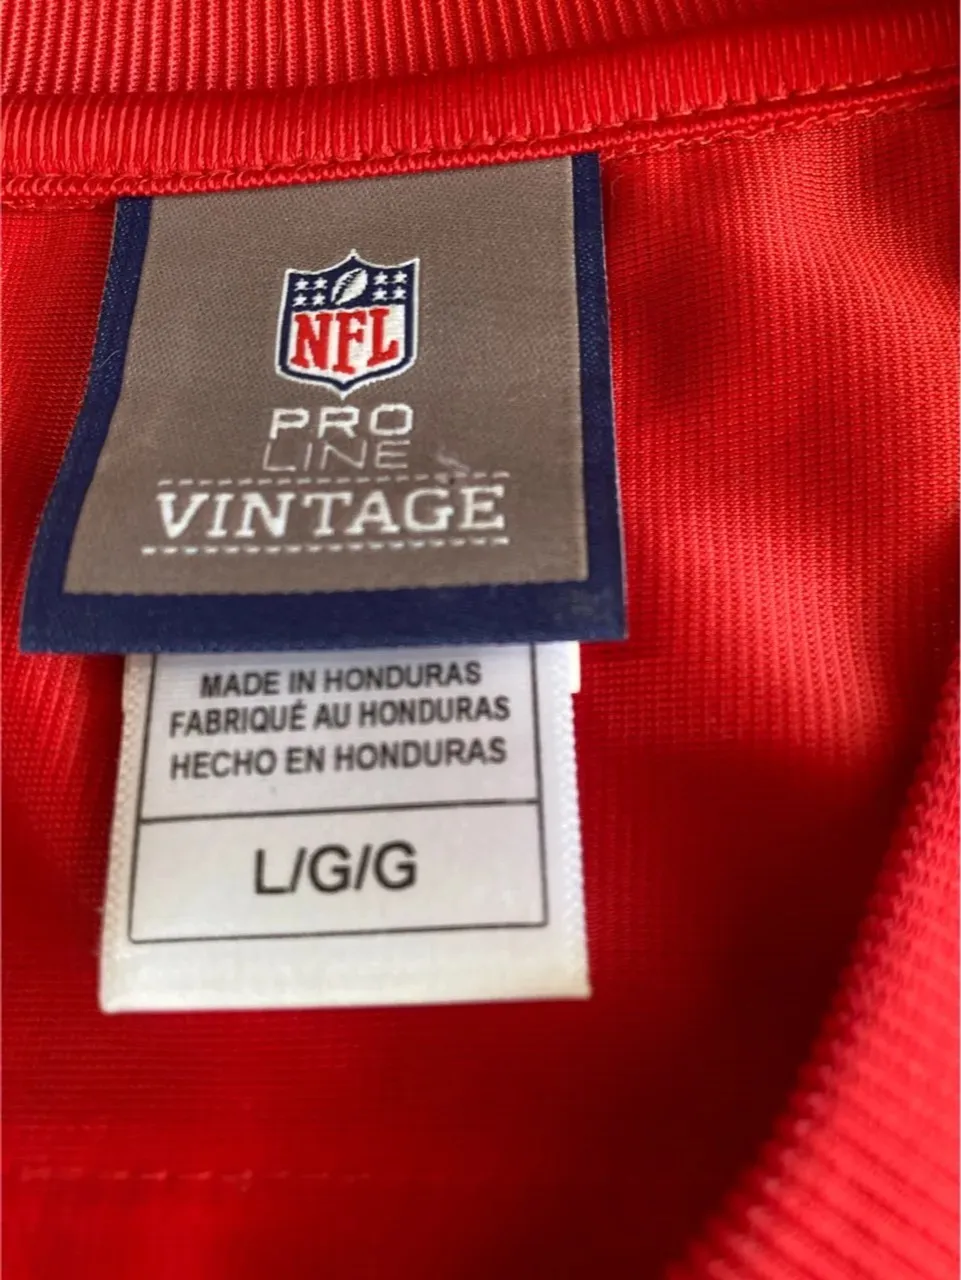 NFL
PRO
LINE
VINTAGE
MADE IN HONDURAS
FABRIQUÉ AU HONDURAS
HECHO EN HONDURAS
L/G/G